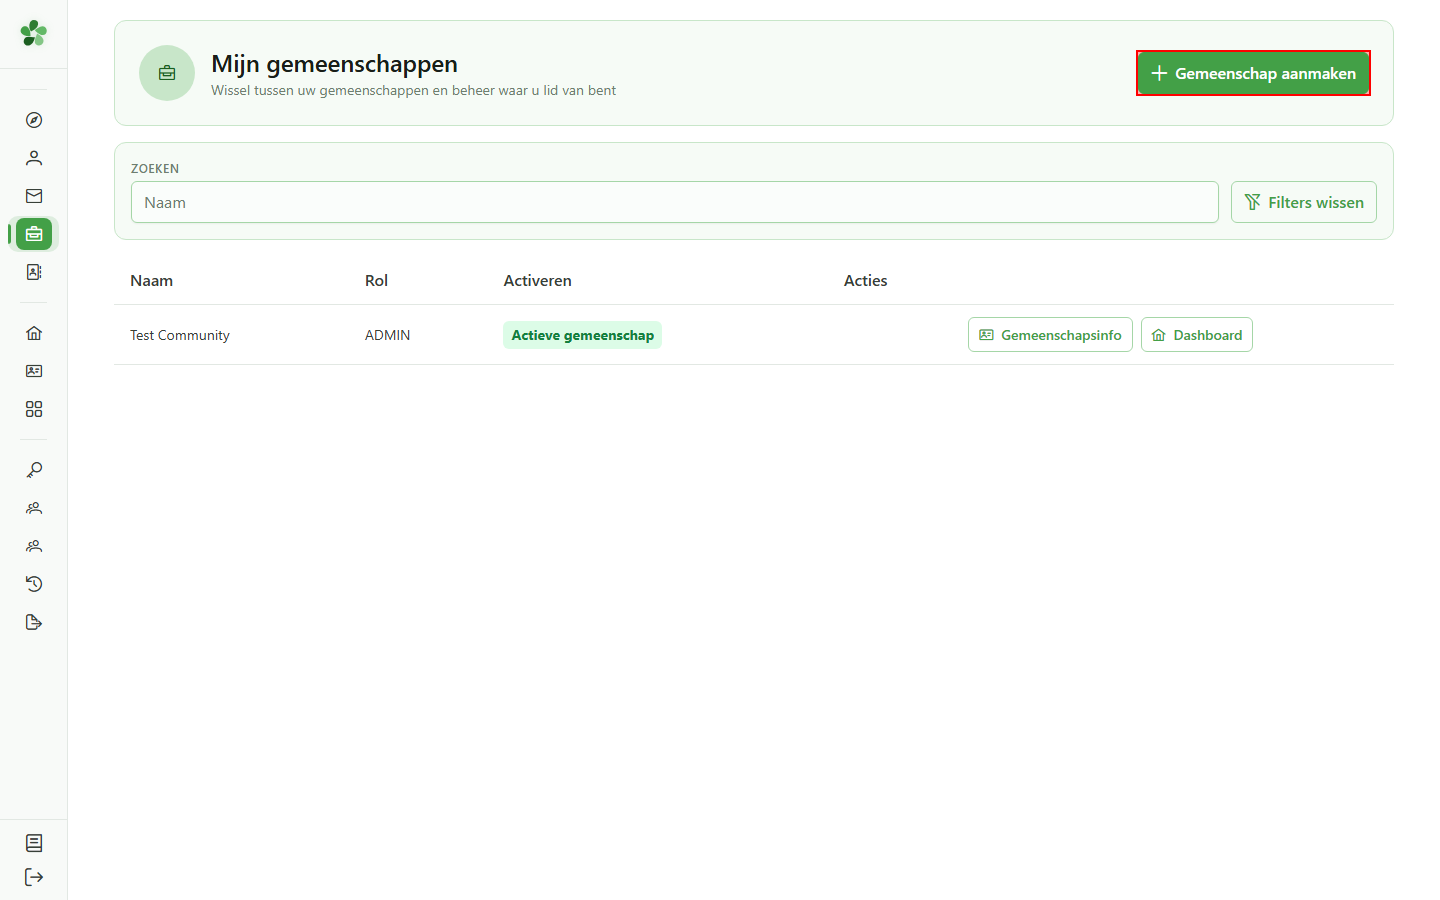 Mijn gemeenschappen
Wissel tussen uw gemeenschappen en beheer waar u lid van bent
Gemeenschap aanmaken
ZOEKEN
Naam
Filters wissen
Naam Rol Activeren Acties
Test Community ADMIN Actieve gemeenschap Gemeenschapsinfo Dashboard